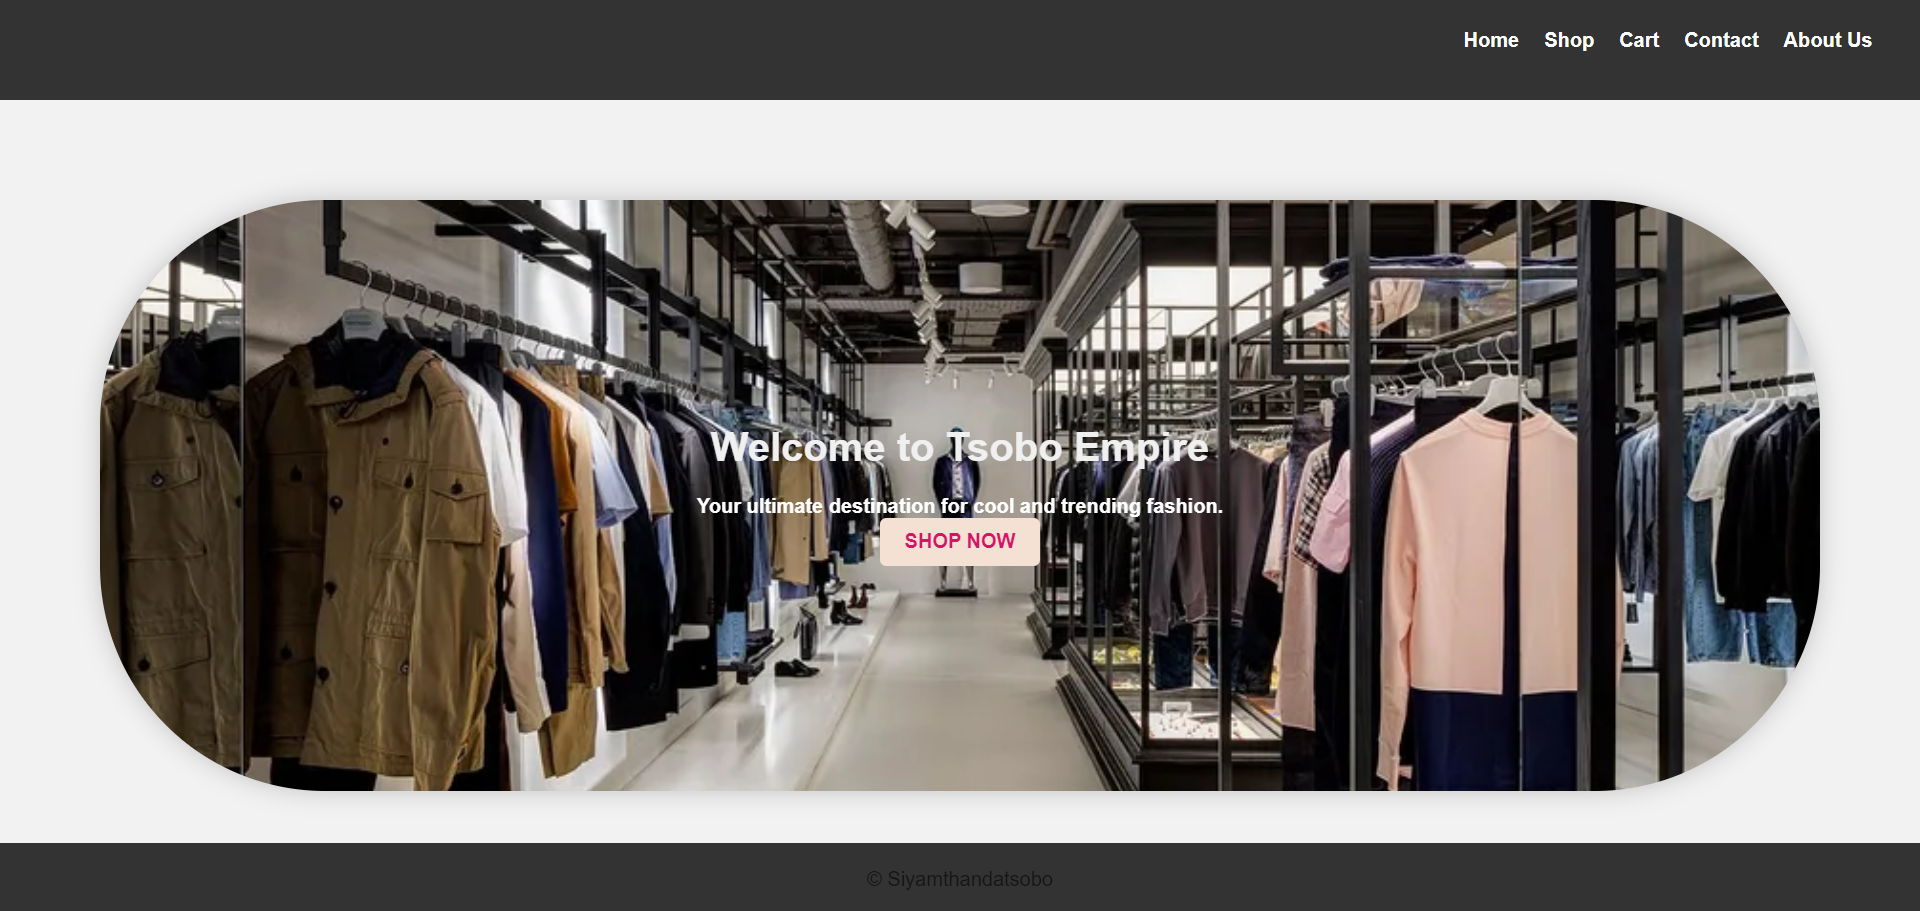 Home Shop Cart Contact About Us
Welcome to Tsobo Empire
Your ultimate destination for cool and trending fashion.
SHOP NOW
© Siyamthandatsobo